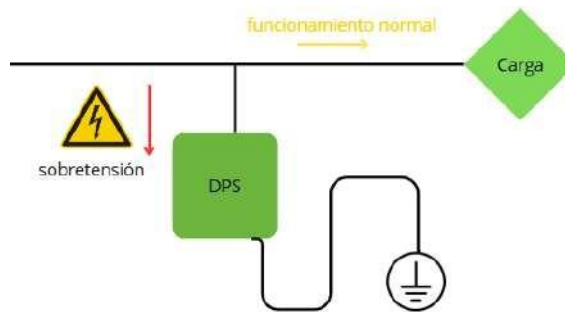 funcionamiento normal
Carga
sobretensión
DPS